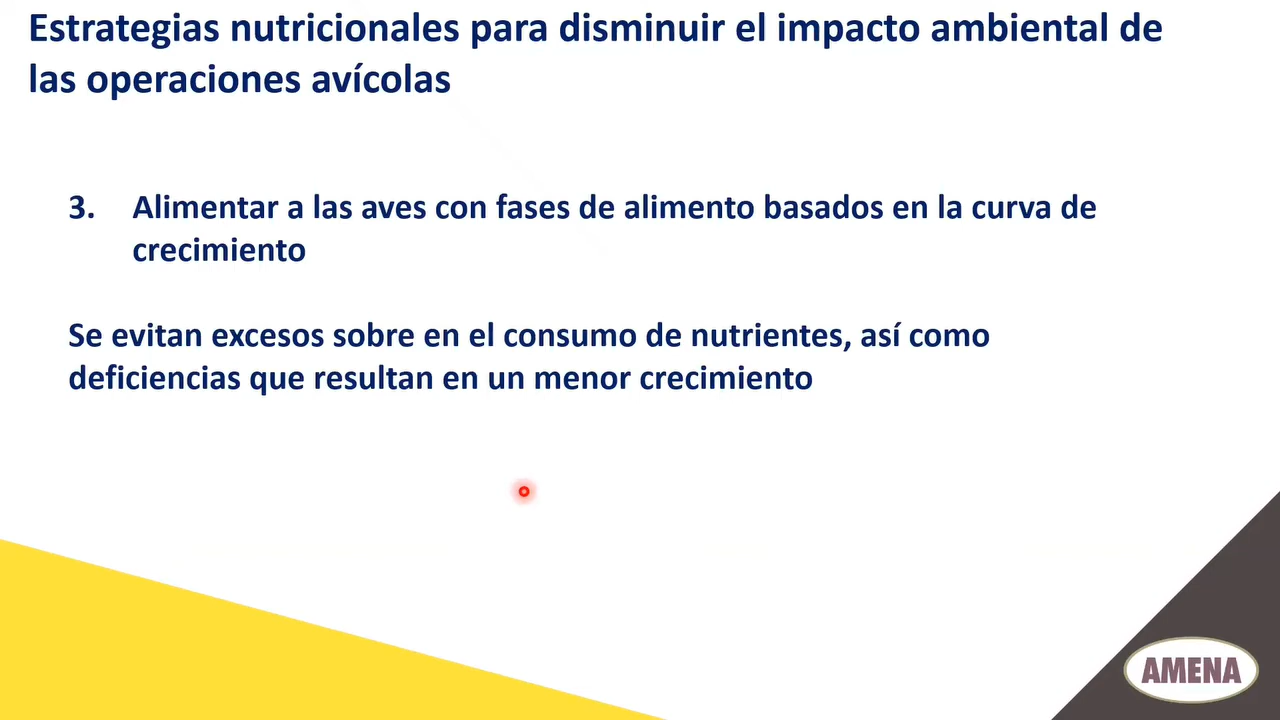 Estrategias nutricionales para disminuir el impacto ambiental de
las operaciones avícolas
3. Alimentar a las aves con fases de alimento basados en la curva de
crecimiento
Se evitan excesos sobre en el consumo de nutrientes, así como
deficiencias que resultan en un menor crecimiento
AMENA